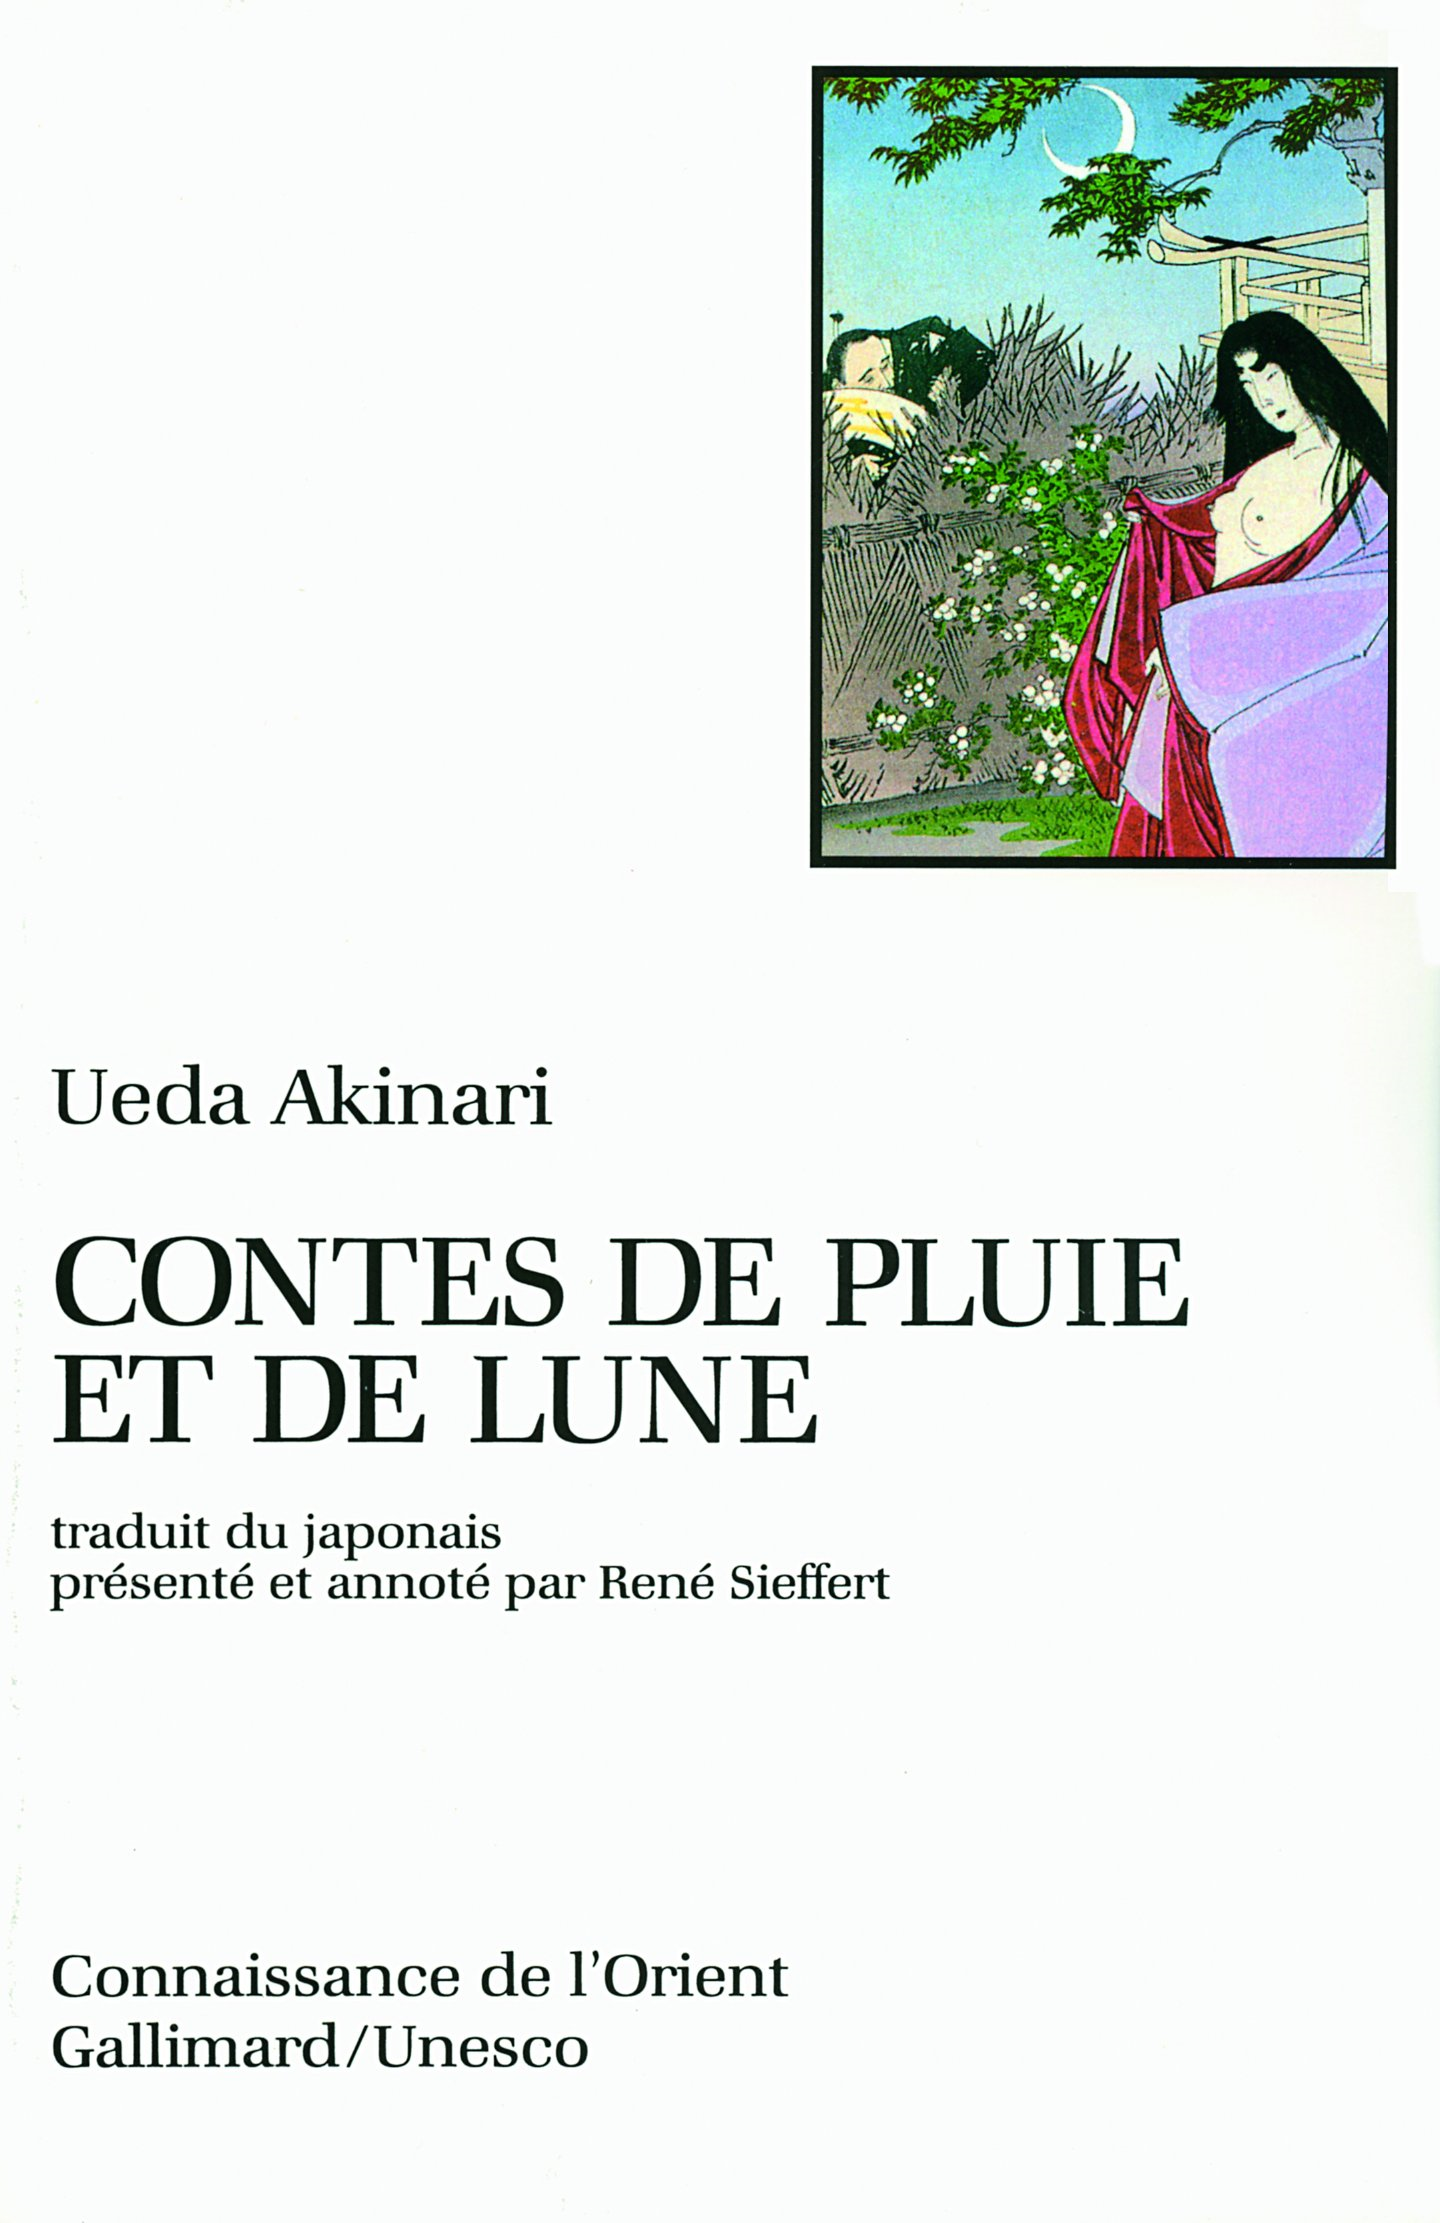 Ueda Akinari
CONTES DE PLUIE
ET DE LUNE
traduit du japonais
présenté et annoté par René Sieffert
Connaissance de l'Orient
Gallimard/Unesco